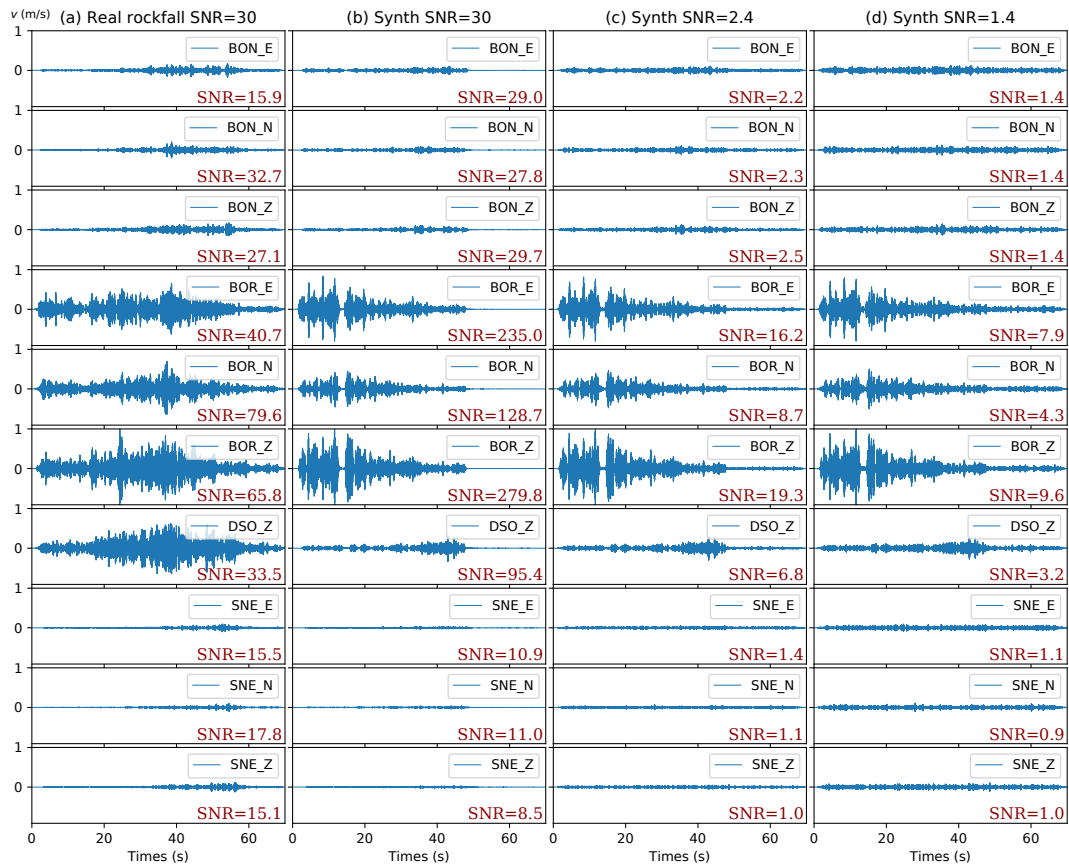 v (m/s) (a) Real rockfall SNR=30 (b) Synth SNR=30 (c) Synth SNR=2.4 (d) Synth SNR=1.4
1
0 BON_E BON_E BON_E BON_E
SNR=15.9 SNR=29.0 SNR=2.2 SNR=1.4
1
0 BON_N BON_N BON_N BON_N
SNR=32.7 SNR=27.8 SNR=2.3 SNR=1.4
1
0 BON_Z BON_Z BON_Z BON_Z
SNR=27.1 SNR=29.7 SNR=2.5 SNR=1.4
1
0 BOR_E BOR_E BOR_E BOR_E
SNR=40.7 SNR=235.0 SNR=16.2 SNR=7.9
1
0 BOR_N BOR_N BOR_N BOR_N
SNR=79.6 SNR=128.7 SNR=8.7 SNR=4.3
1
0 BOR_Z BOR_Z BOR_Z BOR_Z
SNR=65.8 SNR=279.8 SNR=19.3 SNR=9.6
1
0 DSO_Z DSO_Z DSO_Z DSO_Z
SNR=33.5 SNR=95.4 SNR=6.8 SNR=3.2
1
0 SNE_E SNE_E SNE_E SNE_E
SNR=15.5 SNR=10.9 SNR=1.4 SNR=1.1
1
0 SNE_N SNE_N SNE_N SNE_N
SNR=17.8 SNR=11.0 SNR=1.1 SNR=0.9
1
0 SNE_Z SNE_Z SNE_Z SNE_Z
SNR=15.1 SNR=8.5 SNR=1.0 SNR=1.0
0 20 40 60 0 20 40 60 0 20 40 60 0 20 40 60
Times (s) Times (s) Times (s) Times (s)